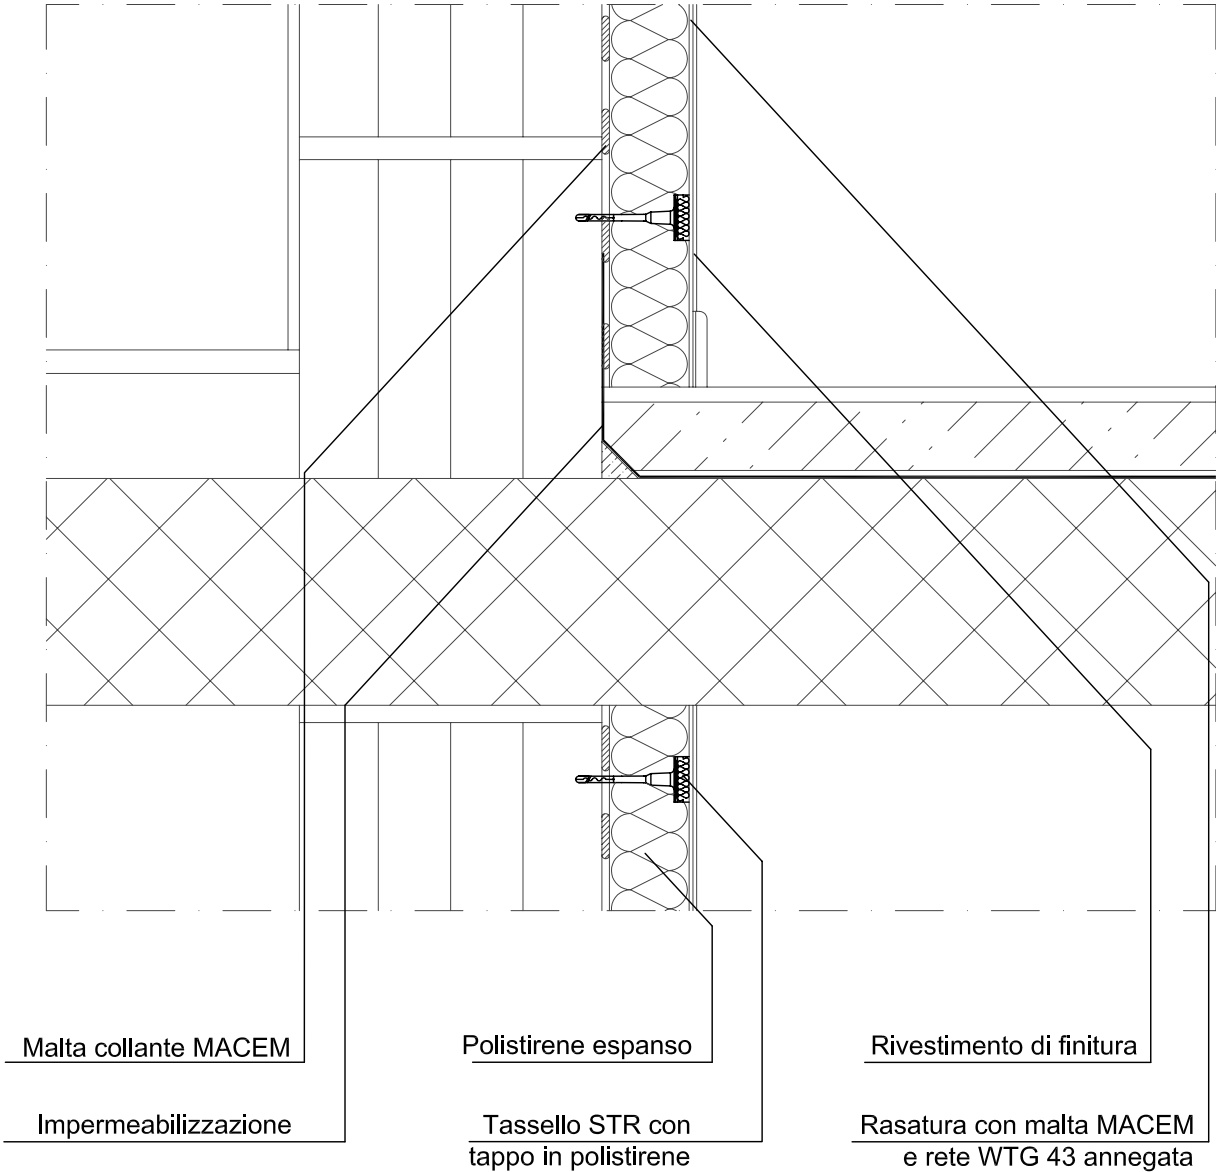 Malta collante MACEM
Polistirene espanso
Rivestimento di finitura
Impermeabilizzazione
Tassello STR con
tappo in polistirene
Rasatura con malta MACEM
e rete WTG 43 annegata